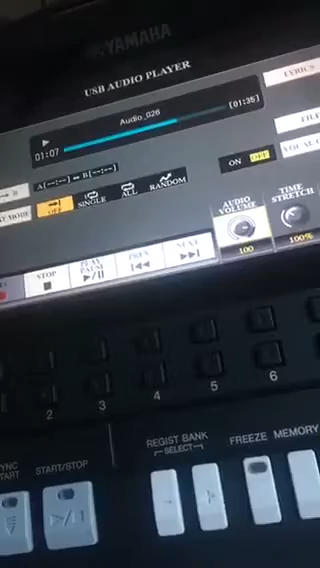 YAMAHA
USB AUDIO PLAYER
LYRICS
Audio_026
01:07
[01:35]
FILE
A[--:--] ↔ B[--:--]
B
ON OFF
OFF
SINGLE
ALL
RANDOM
AUDIO VOLUME
TIME STRETCH
100
100%
STOP
PLAY/PAUSE
PREV
NEXT
2 3 4 5 6
REGIST BANK
SELECT
FREEZE MEMORY
START/STOP